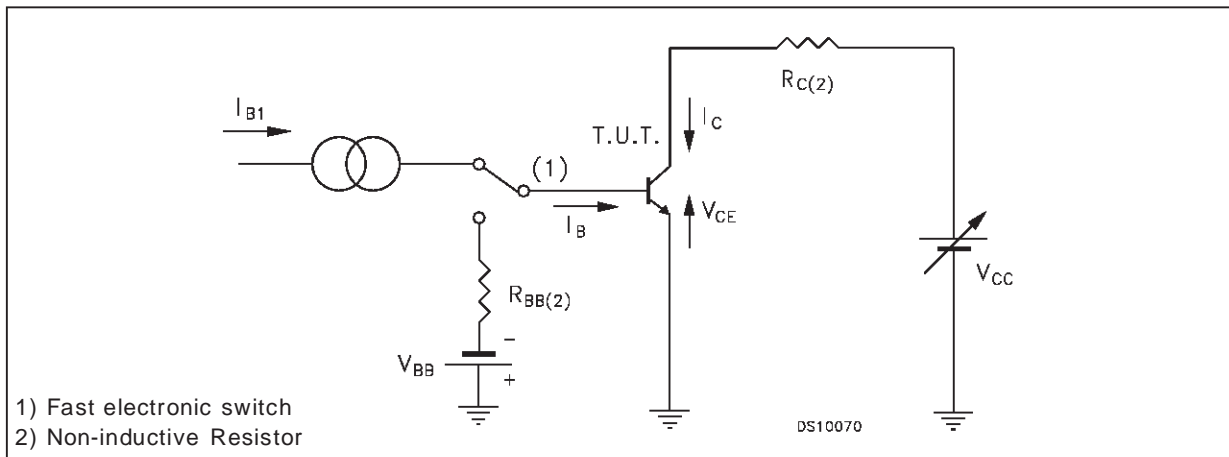 I_B1
R_C(2)
I_C
T.U.T.
(1)
I_B
V_CE
R_BB(2)
V_CC
V_BB
-
+
1) Fast electronic switch
2) Non-inductive Resistor
DS10070